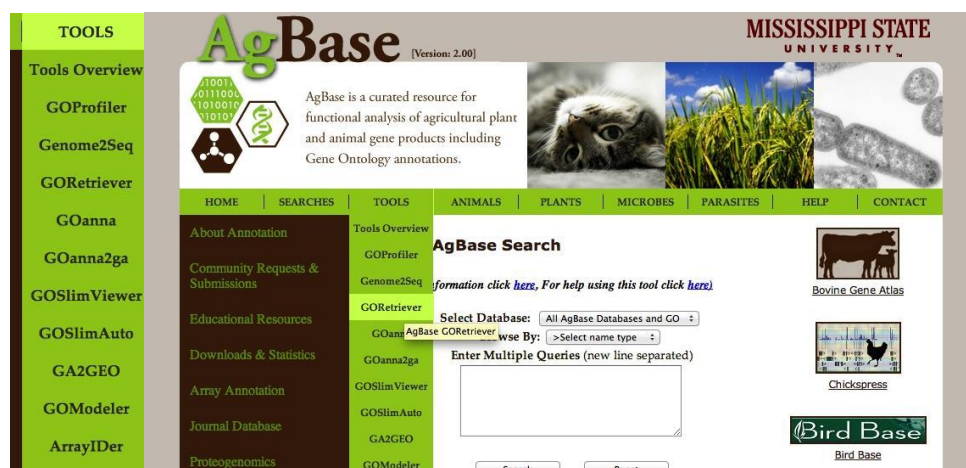 TOOLS
Tools Overview
GOProfiler
Genome2Seq
GORetriever
GOanna
GOanna2ga
GOSlimViewer
GOSlimAuto
GA2GEO
GOModeler
ArrayIDer
AgBase [Version: 2.00]
MISSISSIPPI STATE
UNIVERSITY™
AgBase is a curated resource for
functional analysis of agricultural plant
and animal gene products including
Gene Ontology annotations.
HOME SEARCHES TOOLS ANIMALS PLANTS MICROBES PARASITES HELP CONTACT
About Annotation
Community Requests &
Submissions
Educational Resources
Downloads & Statistics
Array Annotation
Journal Database
Proteogenomics
Tools Overview
GOProfiler
Genome2Seq
GORetriever
AgBase GORetriever
GOanna2ga
GOSlimViewer
GOSlimAuto
GA2GEO
GOModeler
AgBase Search
formation click here, For help using this tool click here)
Select Database: All AgBase Databases and GO
wse By: >Select name type
Enter Multiple Queries (new line separated)
Bovine Gene Atlas
Chickspress
Bird Base
Bird Base